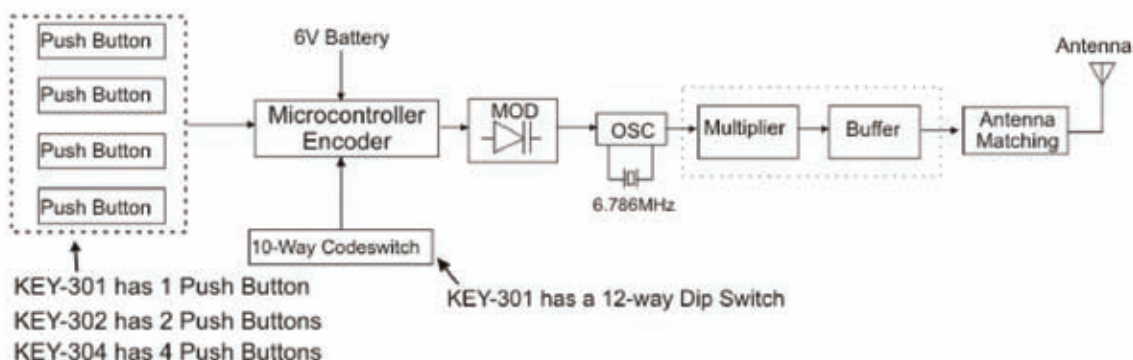 Push Button
Push Button
Push Button
Push Button
6V Battery
Microcontroller
Encoder
10-Way Codeswitch
MOD
OSC
6.786MHz
Multiplier
Buffer
Antenna
Matching
Antenna
KEY-301 has 1 Push Button
KEY-302 has 2 Push Buttons
KEY-304 has 4 Push Buttons
KEY-301 has a 12-way Dip Switch